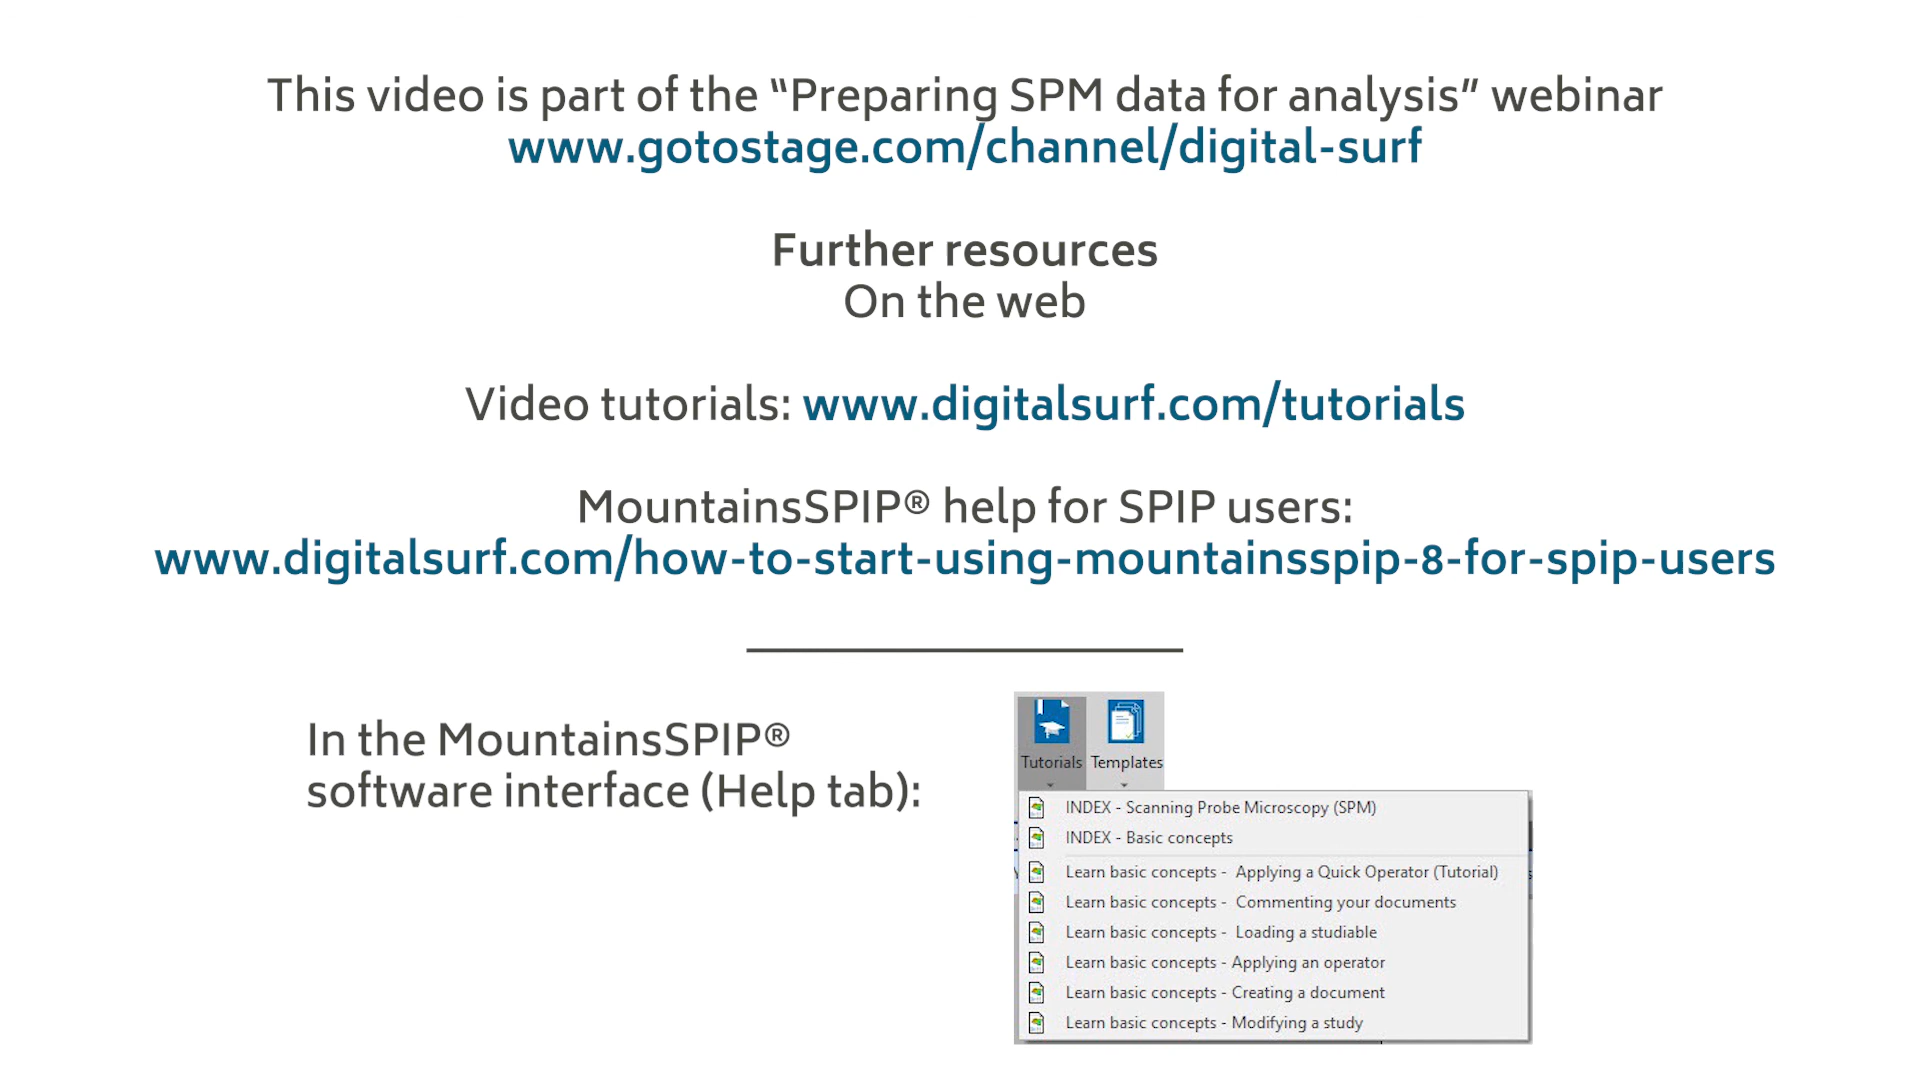 This video is part of the “Preparing SPM data for analysis” webinar
www.gotostage.com/channel/digital-surf
Further resources
On the web
Video tutorials: www.digitalsurf.com/tutorials
MountainsSPIP® help for SPIP users:
www.digitalsurf.com/how-to-start-using-mountainsspip-8-for-spip-users
In the MountainsSPIP®
software interface (Help tab):
Tutorials Templates
INDEX - Scanning Probe Microscopy (SPM)
INDEX - Basic concepts
Learn basic concepts - Applying a Quick Operator (Tutorial)
Learn basic concepts - Commenting your documents
Learn basic concepts - Loading a studiable
Learn basic concepts - Applying an operator
Learn basic concepts - Creating a document
Learn basic concepts - Modifying a study